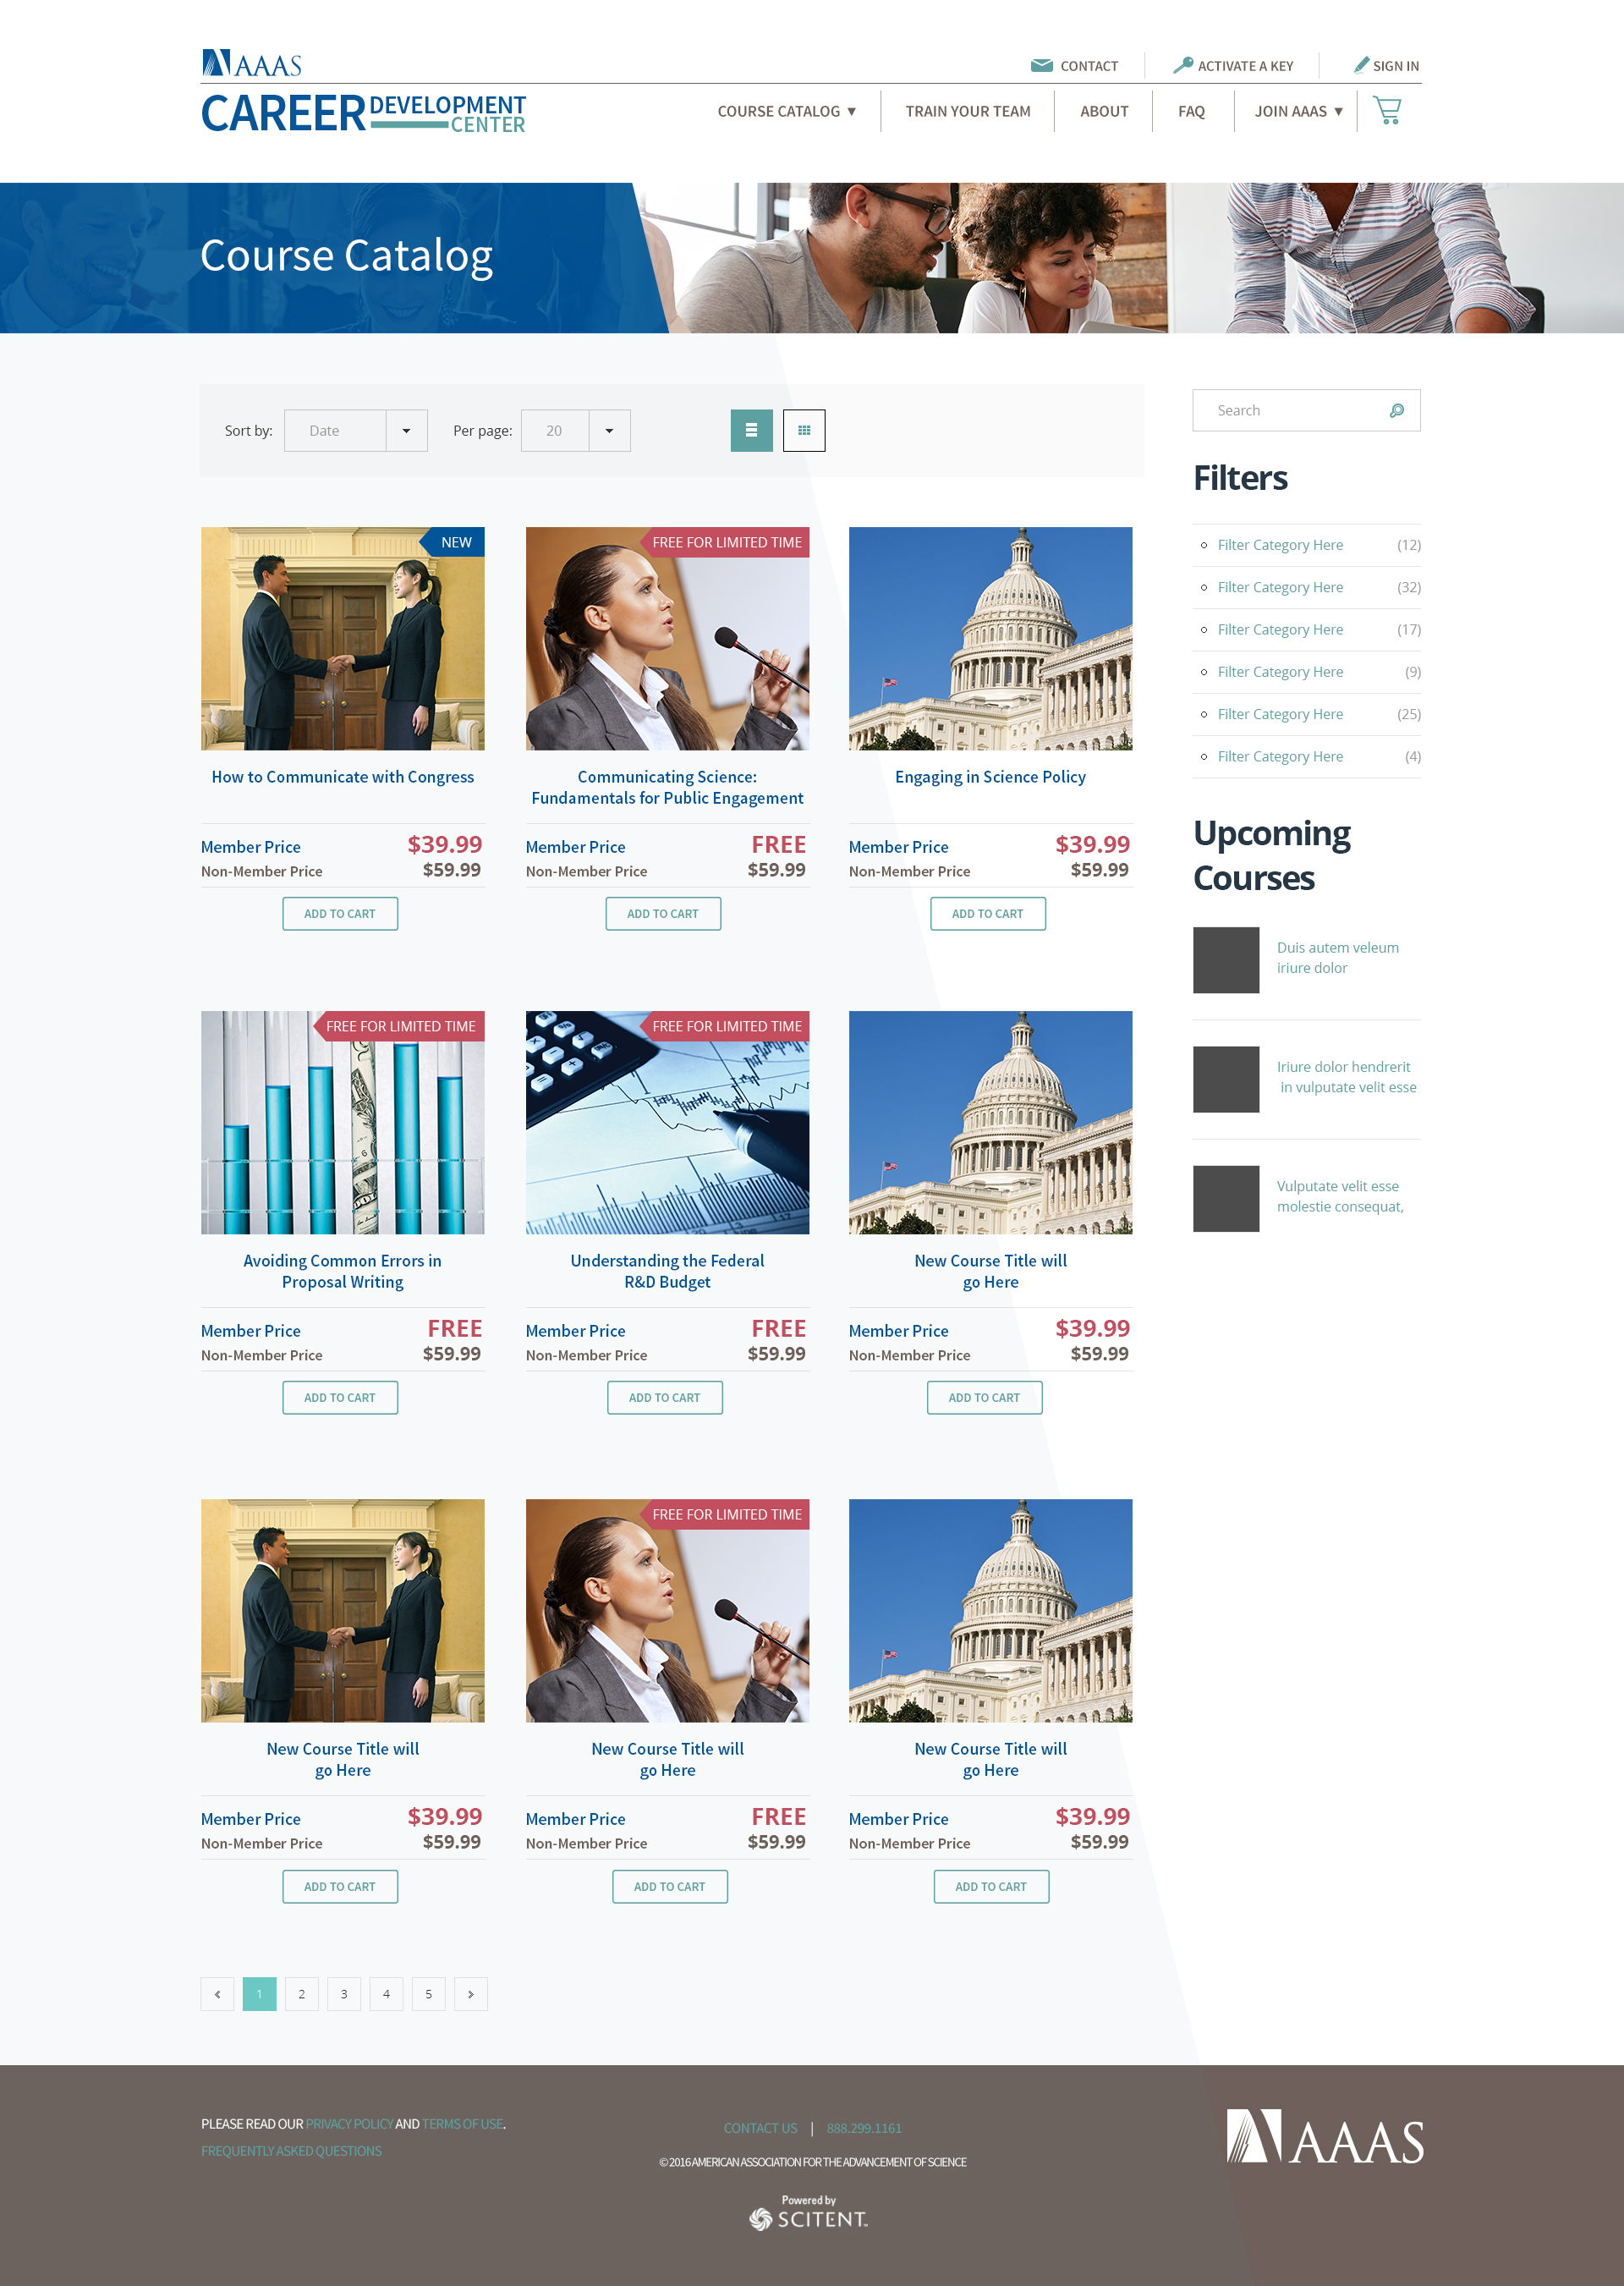 AAAS
CONTACT
ACTIVATE A KEY
SIGN IN
CAREER DEVELOPMENT
CENTER
COURSE CATALOG
TRAIN YOUR TEAM
ABOUT
FAQ
JOIN AAAS
Course Catalog
Sort by:
Date
Per page:
20
Search
Filters
Filter Category Here (12)
Filter Category Here (32)
Filter Category Here (17)
Filter Category Here (9)
Filter Category Here (25)
Filter Category Here (4)
Upcoming
Courses
Duis autem veleum
iriure dolor
Iriure dolor hendrerit
in vulputate velit esse
Vulputate velit esse
molestie consequat,
NEW
How to Communicate with Congress
Member Price $39.99
Non-Member Price $59.99
ADD TO CART
FREE FOR LIMITED TIME
Communicating Science:
Fundamentals for Public Engagement
Member Price FREE
Non-Member Price $59.99
ADD TO CART
Engaging in Science Policy
Member Price $39.99
Non-Member Price $59.99
ADD TO CART
FREE FOR LIMITED TIME
Avoiding Common Errors in
Proposal Writing
Member Price FREE
Non-Member Price $59.99
ADD TO CART
FREE FOR LIMITED TIME
Understanding the Federal
R&D Budget
Member Price FREE
Non-Member Price $59.99
ADD TO CART
New Course Title will
go Here
Member Price $39.99
Non-Member Price $59.99
ADD TO CART
New Course Title will
go Here
Member Price $39.99
Non-Member Price $59.99
ADD TO CART
FREE FOR LIMITED TIME
New Course Title will
go Here
Member Price FREE
Non-Member Price $59.99
ADD TO CART
New Course Title will
go Here
Member Price $39.99
Non-Member Price $59.99
ADD TO CART
1 2 3 4 5
PLEASE READ OUR PRIVACY POLICY AND TERMS OF USE.
FREQUENTLY ASKED QUESTIONS
CONTACT US | 888.299.1161
© 2016 AMERICAN ASSOCIATION FOR THE ADVANCEMENT OF SCIENCE
Powered by
SCITENT
AAAS